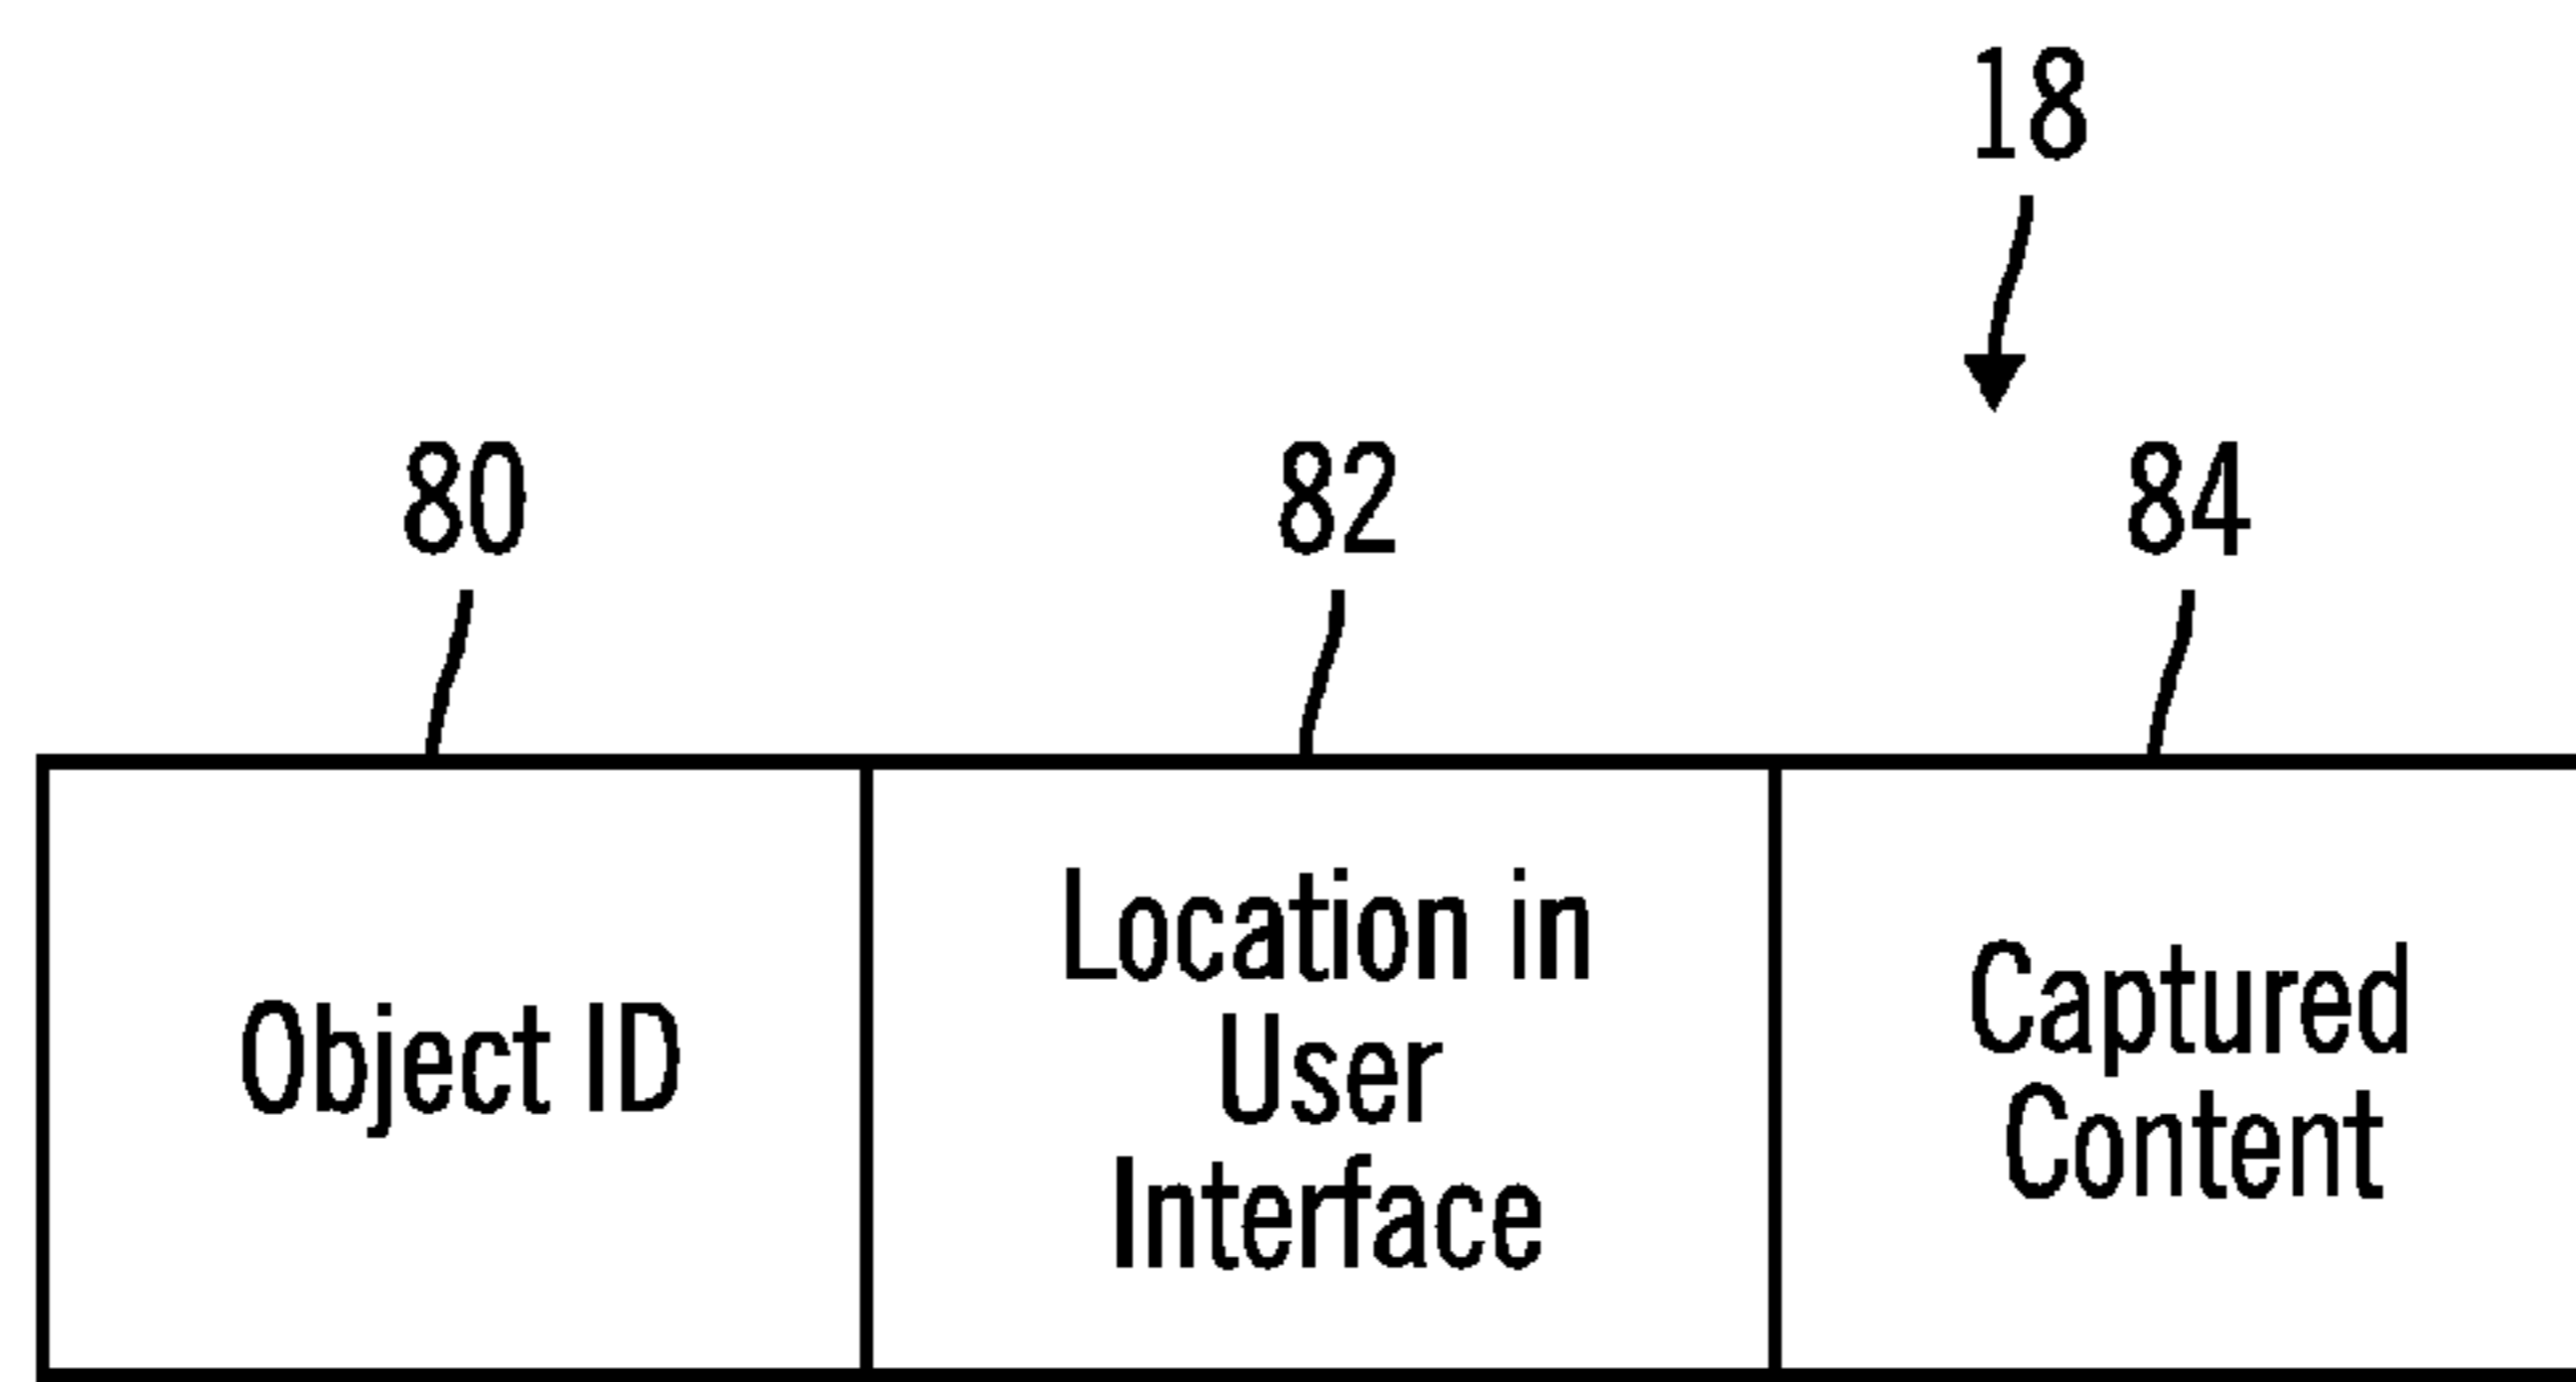 18
80
82
84
Object ID
Location in
User
Interface
Captured
Content